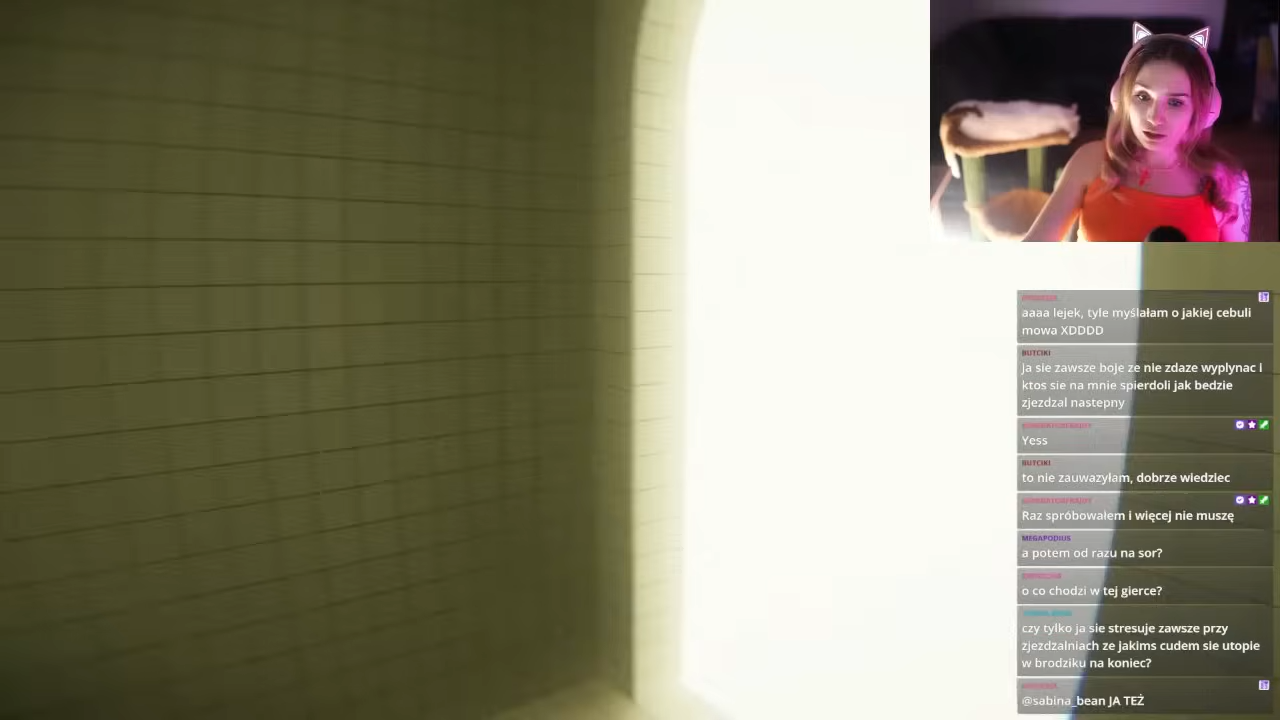 aaaa lejek, tyle myślałam o jakiej cebuli
mowa XDDDD
BUTCIKI
Ja sie zawsze boje ze nie zdaze wyplynac i
ktos sie na mnie spierdoli jak bedzie
zjezdzal nastepny
Yess
BUTCIKI
to nie zauwazylam, dobrze wiedziec
Raz spróbowałem i więcej nie muszę
MEGAPODIUS
a potem od razu na sor?
o co chodzi w tej gierce?
czy tylko ja sie stresuje zawsze przy
zjezdzalniach ze jakims cudem sie utopie
w brodziku na koniec?
@sabina_bean JA TEŻ